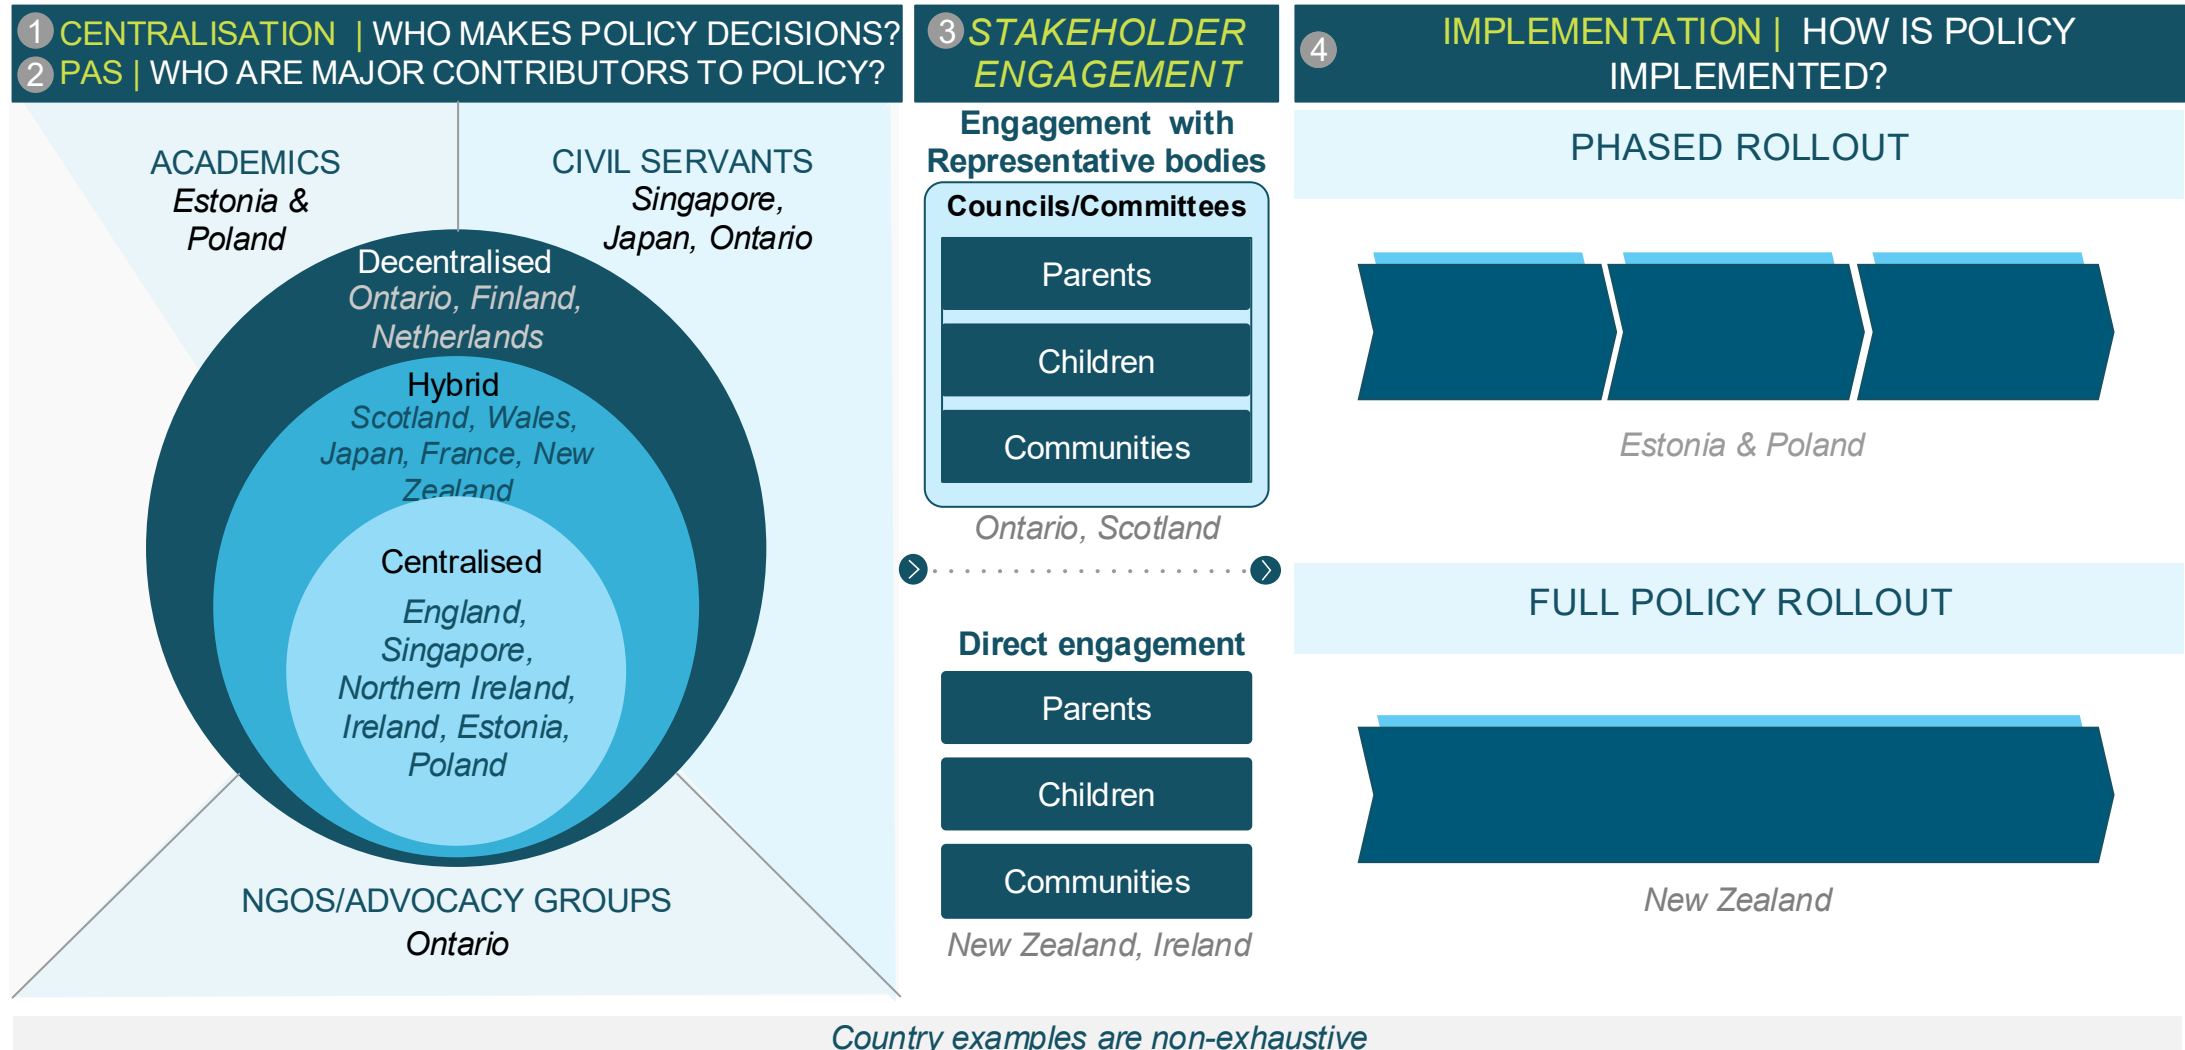 1 CENTRALISATION | WHO MAKES POLICY DECISIONS?
2 PAS | WHO ARE MAJOR CONTRIBUTORS TO POLICY?
ACADEMICS
Estonia &
Poland
CIVIL SERVANTS
Singapore,
Japan, Ontario
Decentralised
Ontario, Finland,
Netherlands
Hybrid
Scotland, Wales,
Japan, France, New
Zealand
Centralised
England,
Singapore,
Northern Ireland,
Ireland, Estonia,
Poland
NGOS/ADVOCACY GROUPS
Ontario
3 STAKEHOLDER
ENGAGEMENT
Engagement with
Representative bodies
Councils/Committees
Parents
Children
Communities
Ontario, Scotland
Direct engagement
Parents
Children
Communities
New Zealand, Ireland
4 IMPLEMENTATION | HOW IS POLICY
IMPLEMENTED?
PHASED ROLLOUT
Estonia & Poland
FULL POLICY ROLLOUT
New Zealand
Country examples are non-exhaustive